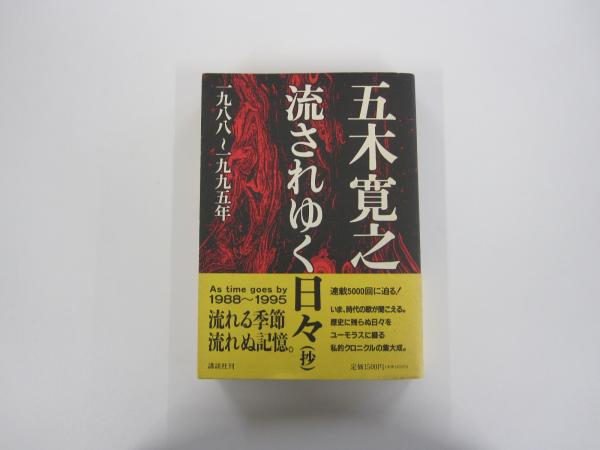 五木寛之
流されゆく日々(抄)
一九八八～一九九五年
連載5000回に迫る!
いま、時代の歌が聞こえる。
歴史に残らぬ日々を
ユーモラスに綴る
私的クロニクルの集大成。
定価1500円
As time goes by
1988～1995
流れる季節
流れぬ記憶。
講談社刊